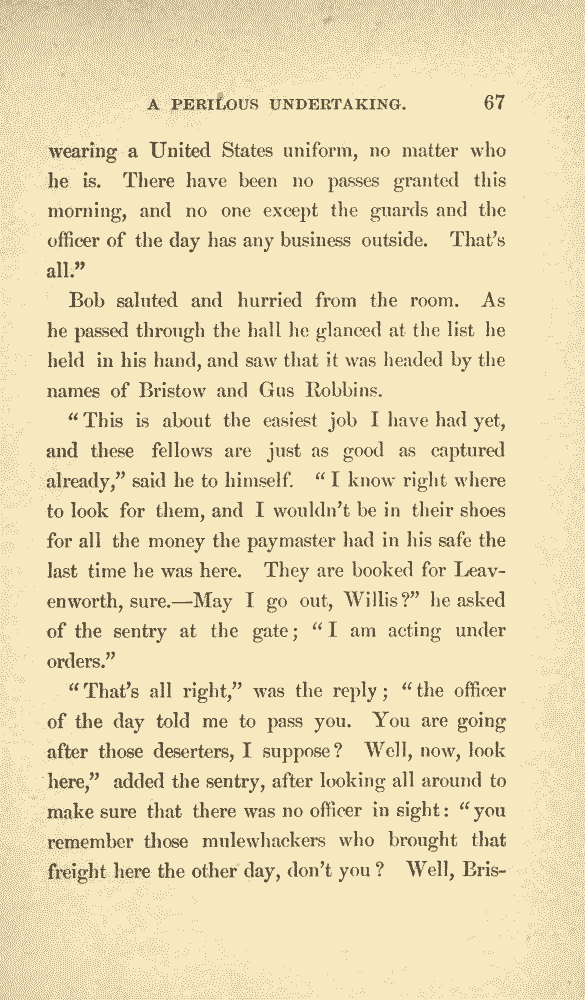 A PERILOUS UNDERTAKING. 67
wearing a United States uniform, no matter who
he is. There have been no passes granted this
morning, and no one except the guards and the
officer of the day has any business outside. That's
all.”
Bob saluted and hurried from the room. As
he passed through the hall he glanced at the list he
held in his hand, and saw that it was headed by the
names of Bristow and Gus Robbins.
“This is about the easiest job I have had yet,
and these fellows are just as good as captured
already,” said he to himself. “I know right where
to look for them, and I wouldn't be in their shoes
for all the money the paymaster had in his safe the
last time he was here. They are booked for Leav-
enworth, sure.—May I go out, Willis?” he asked
of the sentry at the gate; “I am acting under
orders.”
“That's all right,” was the reply; “the officer
of the day told me to pass you. You are going
after those deserters, I suppose? Well, now, look
here,” added the sentry, after looking all around to
make sure that there was no officer in sight: “you
remember those mulewhackers who brought that
freight here the other day, don't you? Well, Bris-